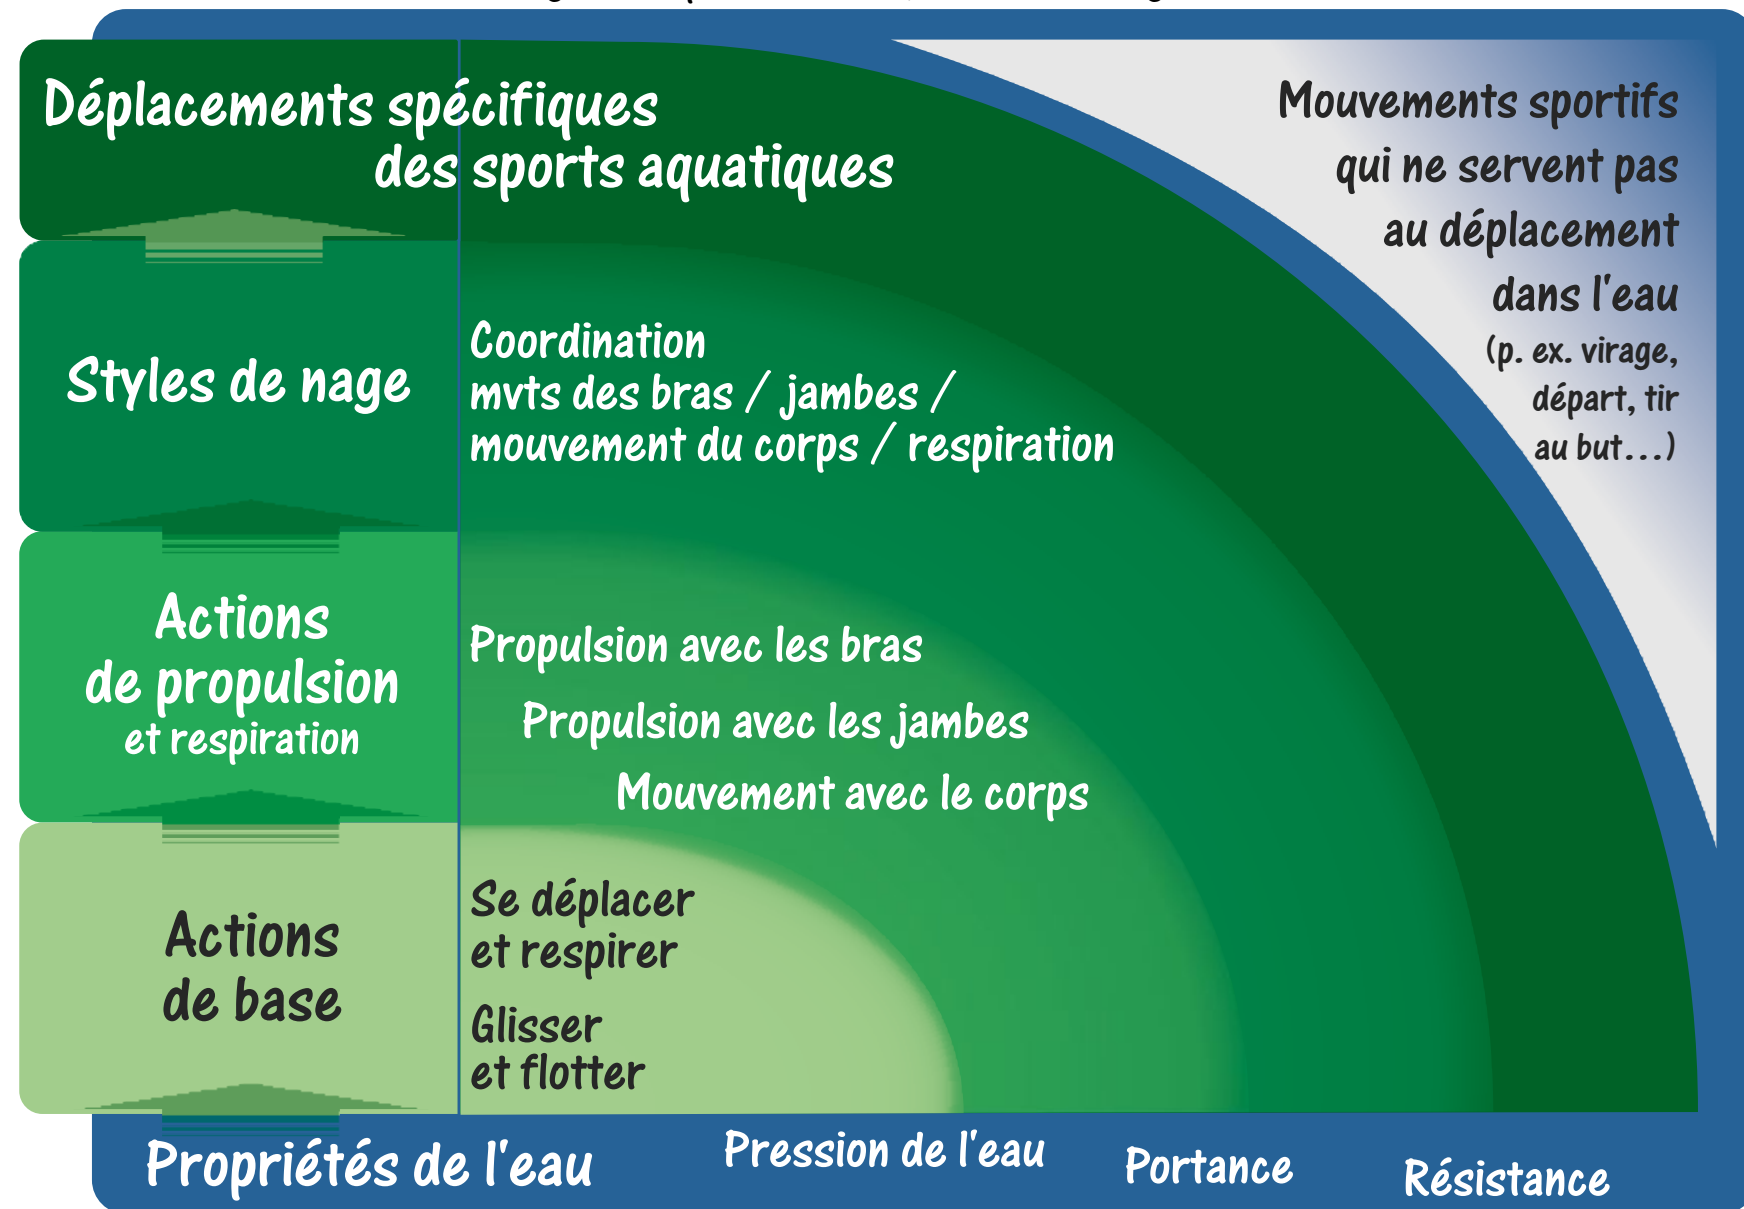 Déplacements spécifiques
des sports aquatiques
Mouvements sportifs
qui ne servent pas
au déplacement
dans l'eau
(p. ex. virage,
départ, tir
au but...)
Styles de nage
Coordination
mvts des bras / jambes /
mouvement du corps / respiration
Actions
de propulsion
et respiration
Propulsion avec les bras
Propulsion avec les jambes
Mouvement avec le corps
Actions
de base
Se déplacer
et respirer
Glisser
et flotter
Propriétés de l'eau
Pression de l'eau
Portance
Résistance